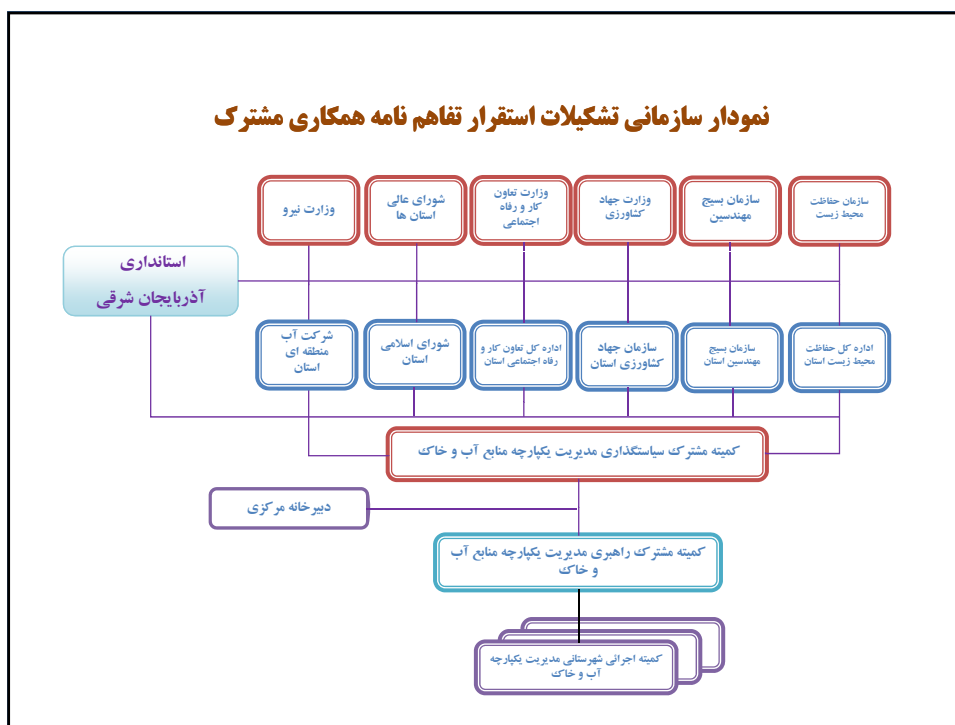 نمودار سازمانی تشکیلات استقرار تفاهم نامه همکاری مشترک
سازمان حفاظت
محیط زیست
سازمان بسیج
مهندسین
وزارت جهاد
کشاورزی
وزارت تعاون
کار و رفاه
اجتماعی
شورای عالی
استان ها
وزارت نیرو
استانداری
آذربایجان شرقی
اداره کل حفاظت
محیط زیست استان
سازمان بسیج
مهندسین استان
سازمان جهاد
کشاورزی استان
اداره کل تعاون کار و
رفاه اجتماعی استان
شورای اسلامی
استان
شرکت آب
منطقه ای
استان
کمیته مشترک سیاستگذاری مدیریت یکپارچه منابع آب و خاک
دبیرخانه مرکزی
کمیته مشترک راهبری مدیریت یکپارچه منابع آب
و خاک
کمیته اجرائی شهرستانی مدیریت یکپارچه
آب و خاک